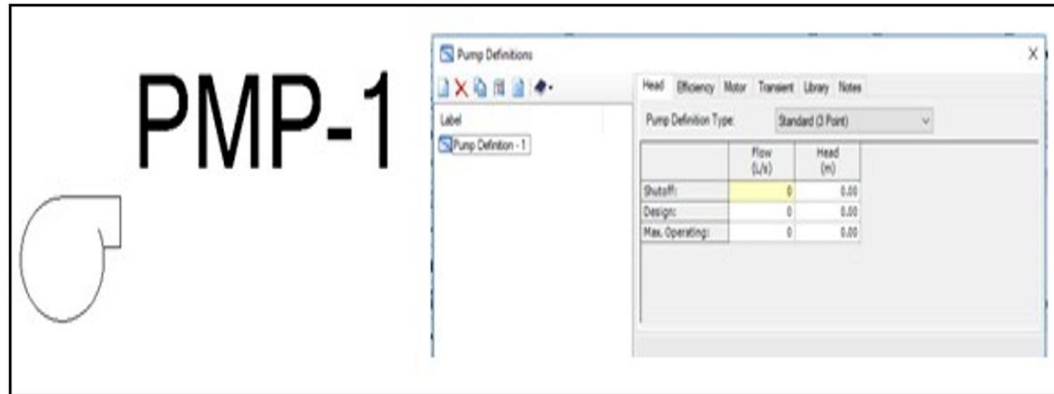 PMP-1
Pump Definitions
Label
Pump Definition - 1
Head Efficiency Motor Transient Library Notes
Pump Definition Type: Standard (3 Point)
Flow (L/s) Head (m)
Shutoff: 0 0.00
Design: 0 0.00
Max. Operating: 0 0.00